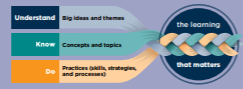 Understand Big ideas and themes
Know Concepts and topics
Do Practices (skills, strategies,
and processes)
the learning
that matters